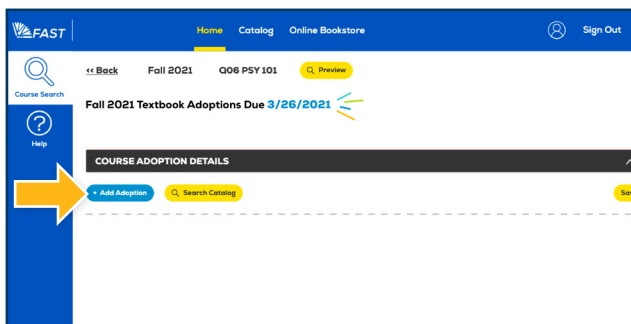 FAST
Home Catalog Online Bookstore Sign Out
Course Search
Help
<< Back Fall 2021 Q06 PSY 101 Preview
Fall 2021 Textbook Adoptions Due 3/26/2021
COURSE ADOPTION DETAILS
+ Add Adoption Search Catalog